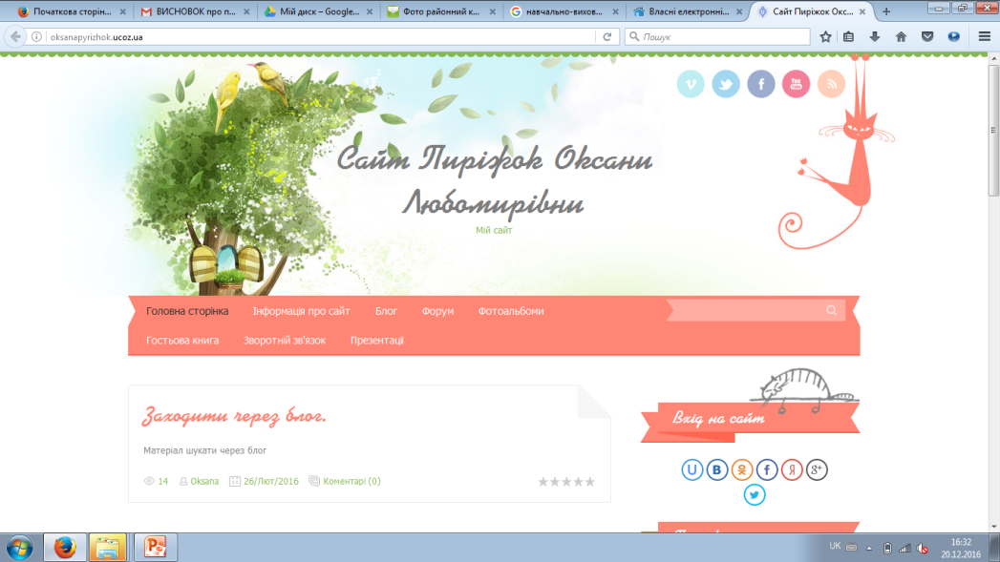 Початкова сторін...
ВИСНОВОК про п...
Мій диск – Google...
Фото районний к...
навчально-вихов...
Власні електронні...
Сайт Пиріжок Окс...
oksanapyrizhok.ucoz.ua
Пошук
You
Сайт Пиріжок Оксани
Любомирівни
Мій сайт
Головна сторінка
Інформація про сайт
Блог
Форум
Фотоальбоми
Гостьова книга
Зворотній зв'язок
Презентації
Заходити через блог.
Вхід на сайт
Матеріал шукати через блог
14
Oksana
26/Лют/2016
Коментарі (0)
UK
16:32
20.12.2016